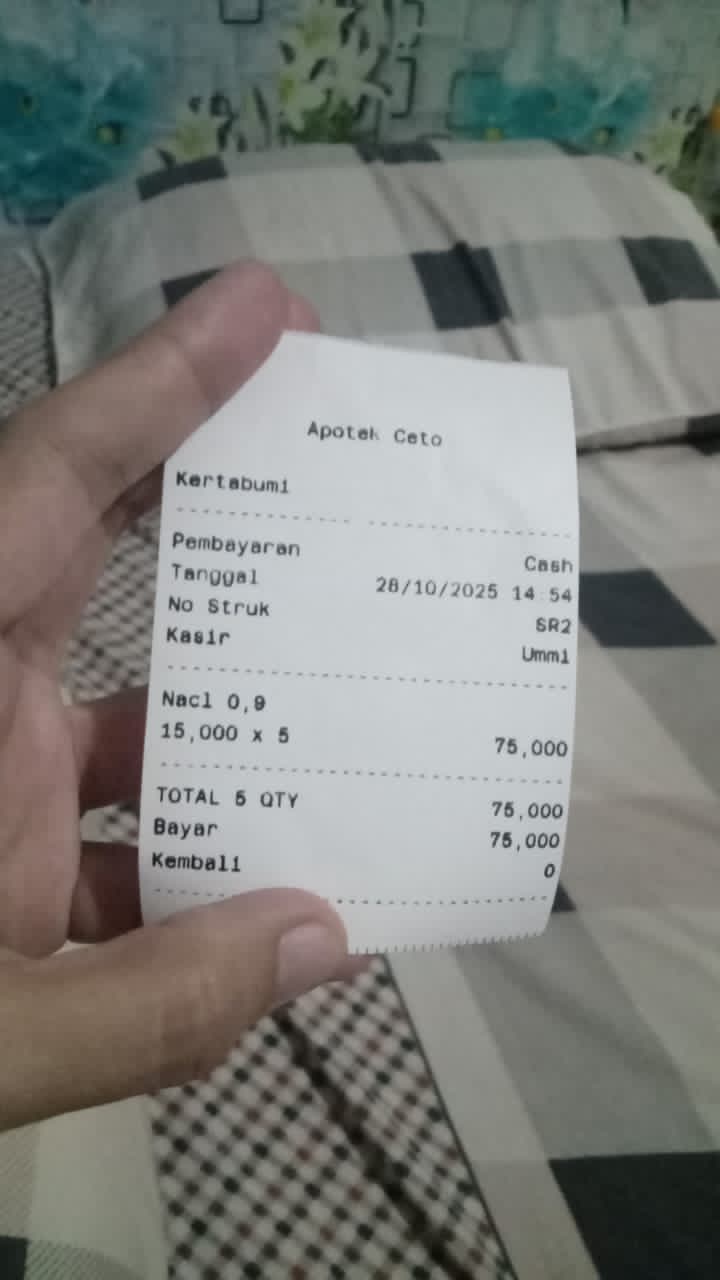 Apotek Ceto
Kertabumi
Pembayaran Cash
Tanggal 28/10/2025 14:54
No Struk SR2
Kasir Ummi
Nacl 0,9
15,000 x 5 75,000
TOTAL 5 QTY 75,000
Bayar 75,000
Kembali 0